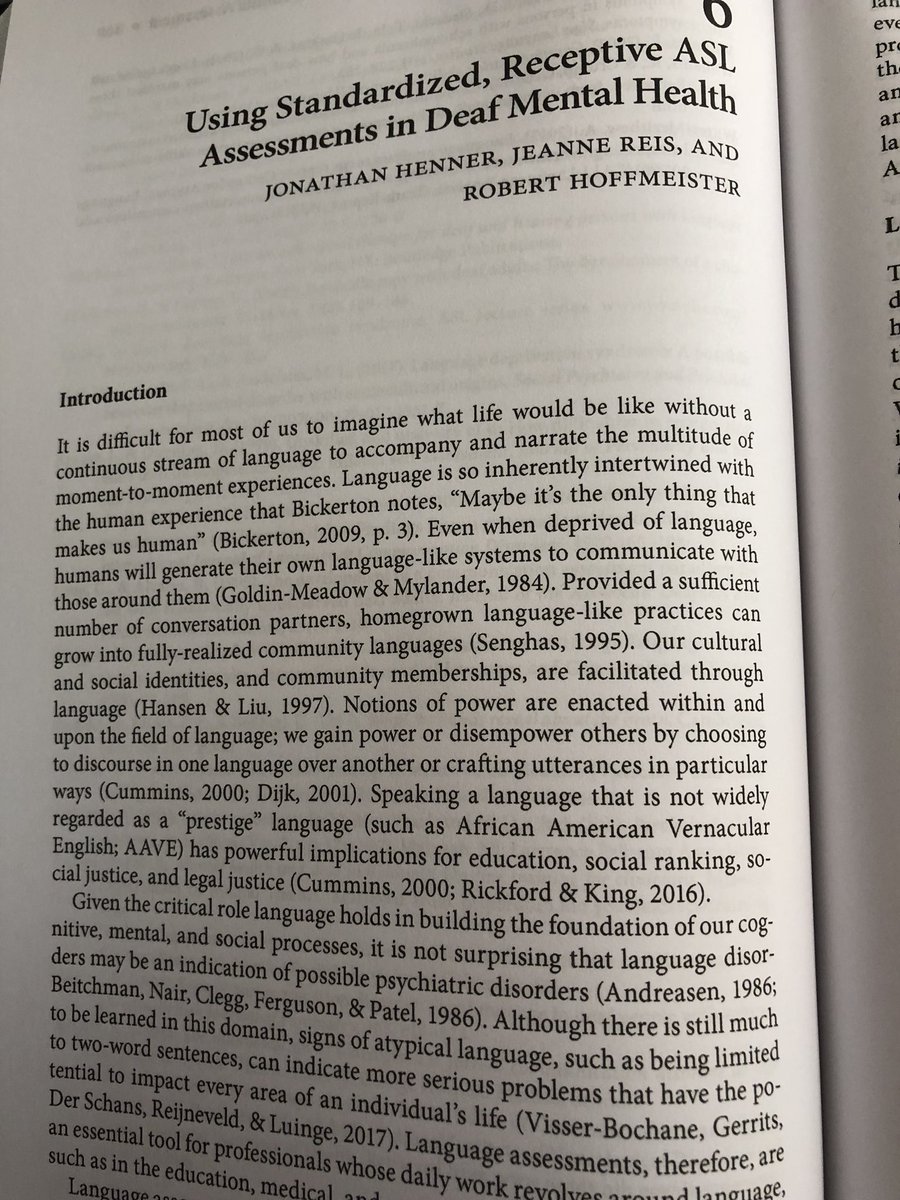 6
Using Standardized, Receptive ASL
Assessments in Deaf Mental Health
JONATHAN HENNER, JEANNE REIS, AND
ROBERT HOFFMEISTER
Introduction
It is difficult for most of us to imagine what life would be like without a
continuous stream of language to accompany and narrate the multitude of
moment-to-moment experiences. Language is so inherently intertwined with
the human experience that Bickerton notes, “Maybe it’s the only thing that
makes us human” (Bickerton, 2009, p. 3). Even when deprived of language,
humans will generate their own language-like systems to communicate with
those around them (Goldin-Meadow & Mylander, 1984). Provided a sufficient
number of conversation partners, homegrown language-like practices can
grow into fully-realized community languages (Senghas, 1995). Our cultural
and social identities, and community memberships, are facilitated through
language (Hansen & Liu, 1997). Notions of power are enacted within and
upon the field of language; we gain power or disempower others by choosing
to discourse in one language over another or crafting utterances in particular
ways (Cummins, 2000; Dijk, 2001). Speaking a language that is not widely
regarded as a “prestige” language (such as African American Vernacular
English; AAVE) has powerful implications for education, social ranking, so-
cial justice, and legal justice (Cummins, 2000; Rickford & King, 2016).
Given the critical role language holds in building the foundation of our cog-
nitive, mental, and social processes, it is not surprising that language disor-
ders may be an indication of possible psychiatric disorders (Andreasen, 1986;
Beitchman, Nair, Clegg, Ferguson, & Patel, 1986). Although there is still much
to be learned in this domain, signs of atypical language, such as being limited
to two-word sentences, can indicate more serious problems that have the po-
tential to impact every area of an individual’s life (Visser-Bochane, Gerrits,
Der Schans, Reijneveld, & Luinge, 2017). Language assessments, therefore, are
an essential tool for professionals whose daily work revolves around language,
such as in the education, medical, and
Language